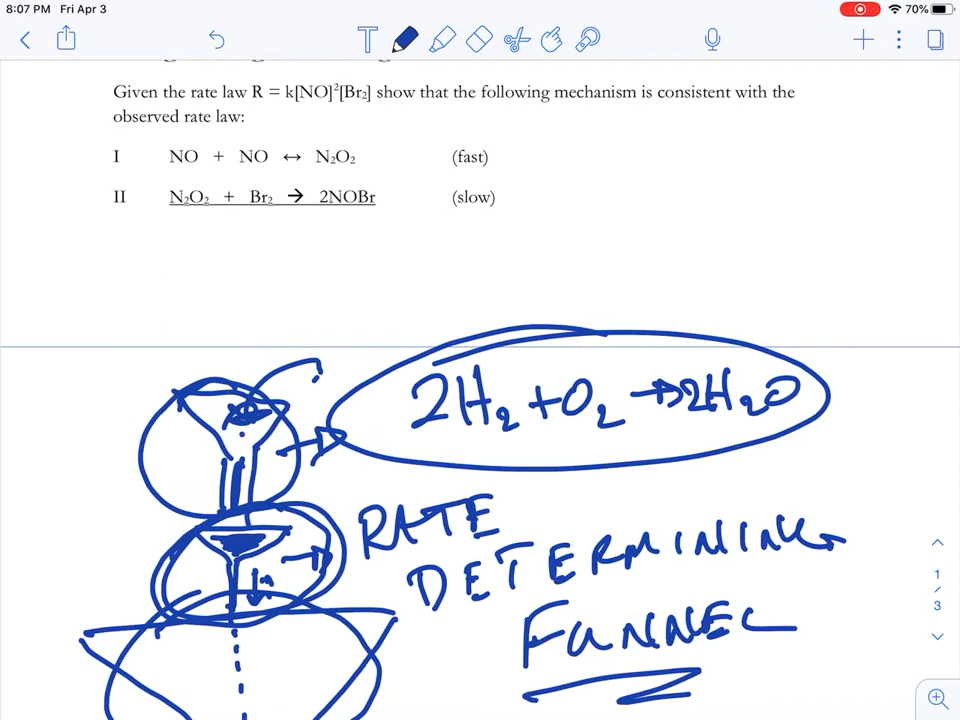 8:07 PM Fri Apr 3 70%
Given the rate law R = k[NO]²[Br₂] show that the following mechanism is consistent with the
observed rate law:
I NO + NO ↔ N₂O₂ (fast)
II N₂O₂ + Br₂ → 2NOBr (slow)
2H₂ + O₂ → 2H₂O
RATE
DETERMINING
FUNNEL
1
/
3